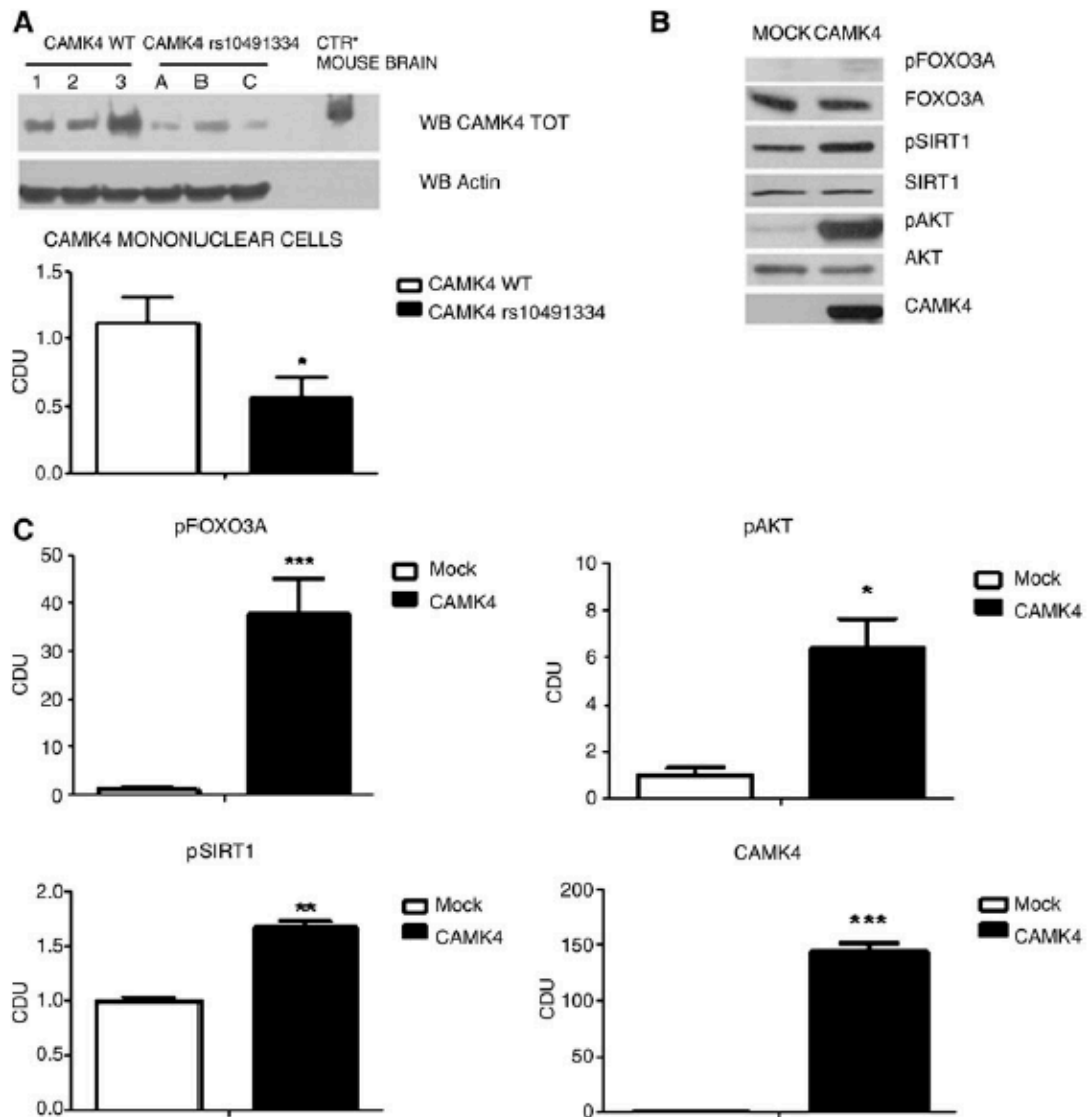 A
CAMK4 WT CAMK4 rs10491334
CTR*
MOUSE BRAIN
1 2 3 A B C
WB CAMK4 TOT
WB Actin
CAMK4 MONONUCLEAR CELLS
1.5
1.0
0.5
0.0
CDU
*
CAMK4 WT
CAMK4 rs10491334
B
MOCK CAMK4
pFOXO3A
FOXO3A
pSIRT1
SIRT1
pAKT
AKT
CAMK4
C
pFOXO3A
50
40
30
20
10
0
CDU
***
Mock
CAMK4
pAKT
10
8
6
4
2
0
CDU
*
Mock
CAMK4
pSIRT1
2.0
1.5
1.0
0.5
0.0
CDU
**
Mock
CAMK4
CAMK4
200
150
100
50
0
CDU
***
Mock
CAMK4